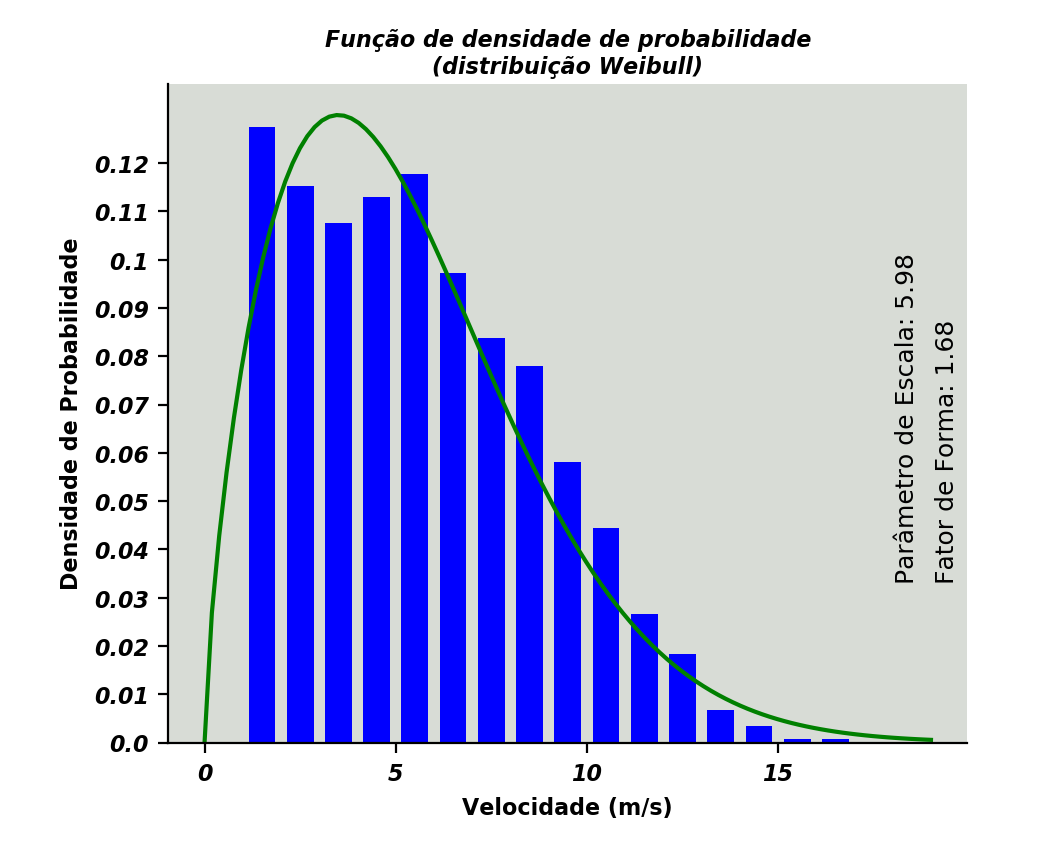 Função de densidade de probabilidade
(distribuição Weibull)
Densidade de Probabilidade
0.12
0.11
0.1
0.09
0.08
0.07
0.06
0.05
0.04
0.03
0.02
0.01
0.0
0
5
10
15
Velocidade (m/s)
Parâmetro de Escala: 5.98
Fator de Forma: 1.68